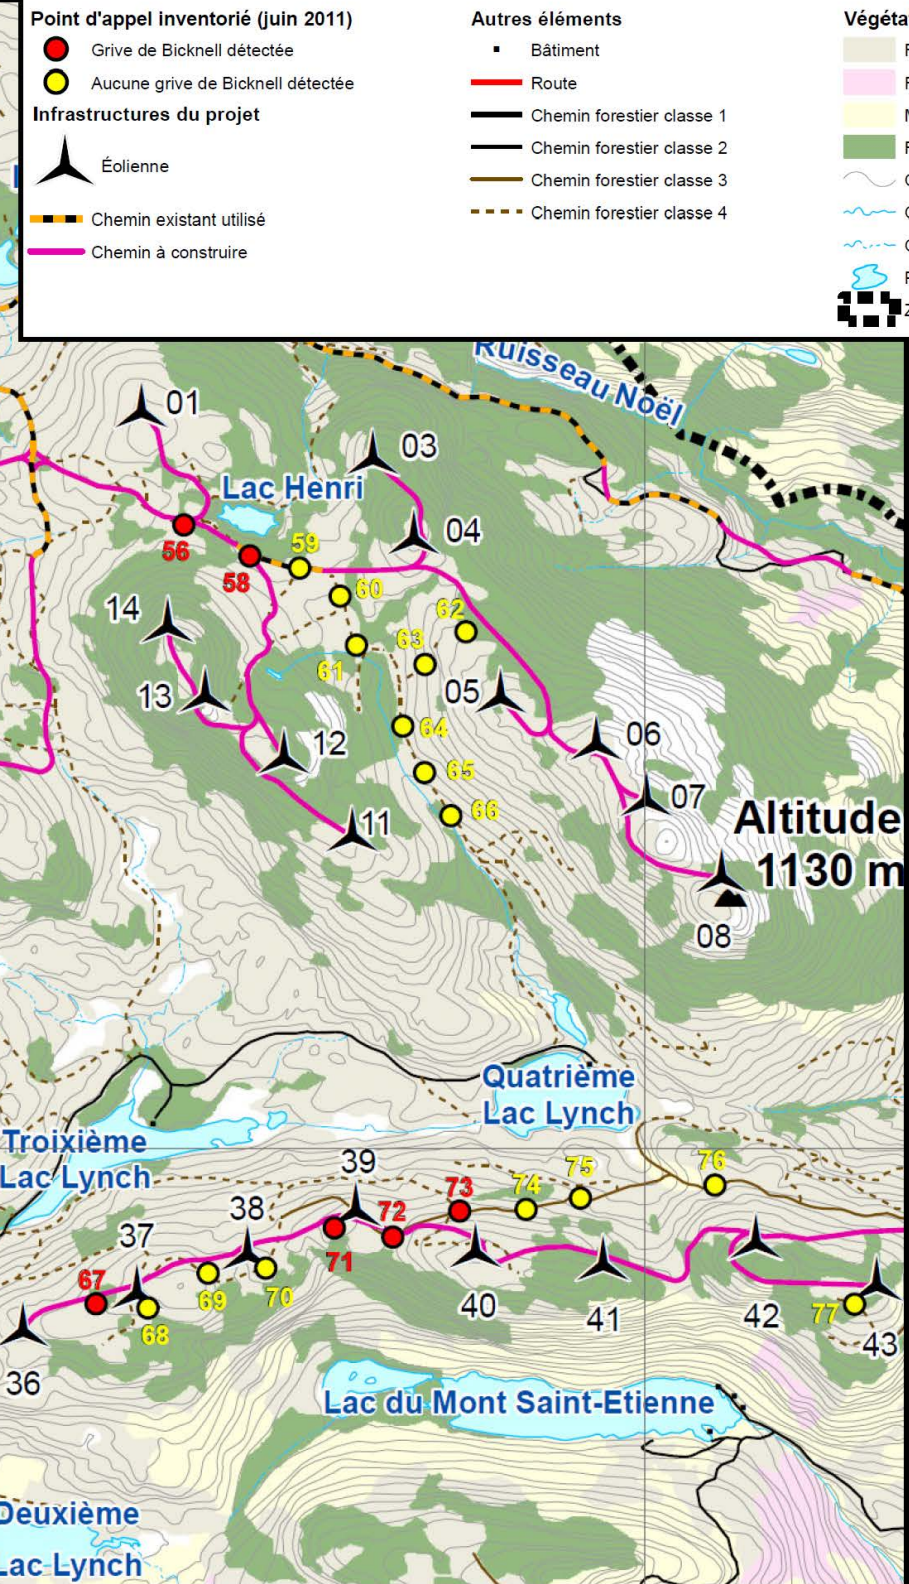 Point d'appel inventorié (juin 2011)
Grive de Bicknell détectée
Aucune grive de Bicknell détectée
Infrastructures du projet
Éolienne
Chemin existant utilisé
Chemin à construire
Autres éléments
Bâtiment
Route
Chemin forestier classe 1
Chemin forestier classe 2
Chemin forestier classe 3
Chemin forestier classe 4
Végéta
F
F
M
F
C
C
C
P
Z
Ruisseau Noël
01
03
Lac Henri
04
56
58
59
60
14
62
63
61
13
05
64
12
06
65
07
66
11
Altitude
1130 m
08
Quatrième
Lac Lynch
Troixième
Lac Lynch
39
76
75
74
73
72
38
37
71
67
69
70
68
40
41
42
77
43
36
Lac du Mont Saint-Etienne
Deuxième
Lac Lynch